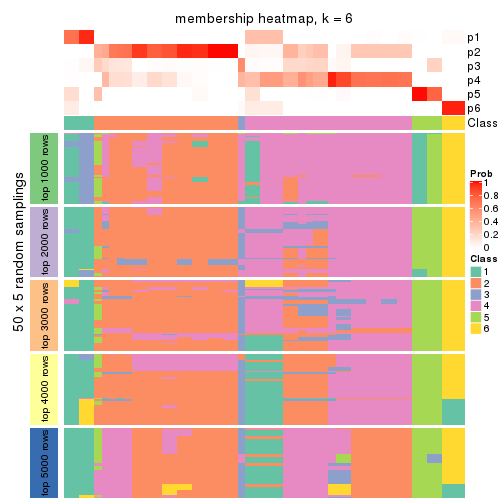 membership heatmap, k = 6
p1
p2
p3
p4
p5
p6
Class
50 x 5 random samplings
top 1000 rows
top 2000 rows
top 3000 rows
top 4000 rows
top 5000 rows
Prob
1
0.8
0.6
0.4
0.2
0
Class
1
2
3
4
5
6